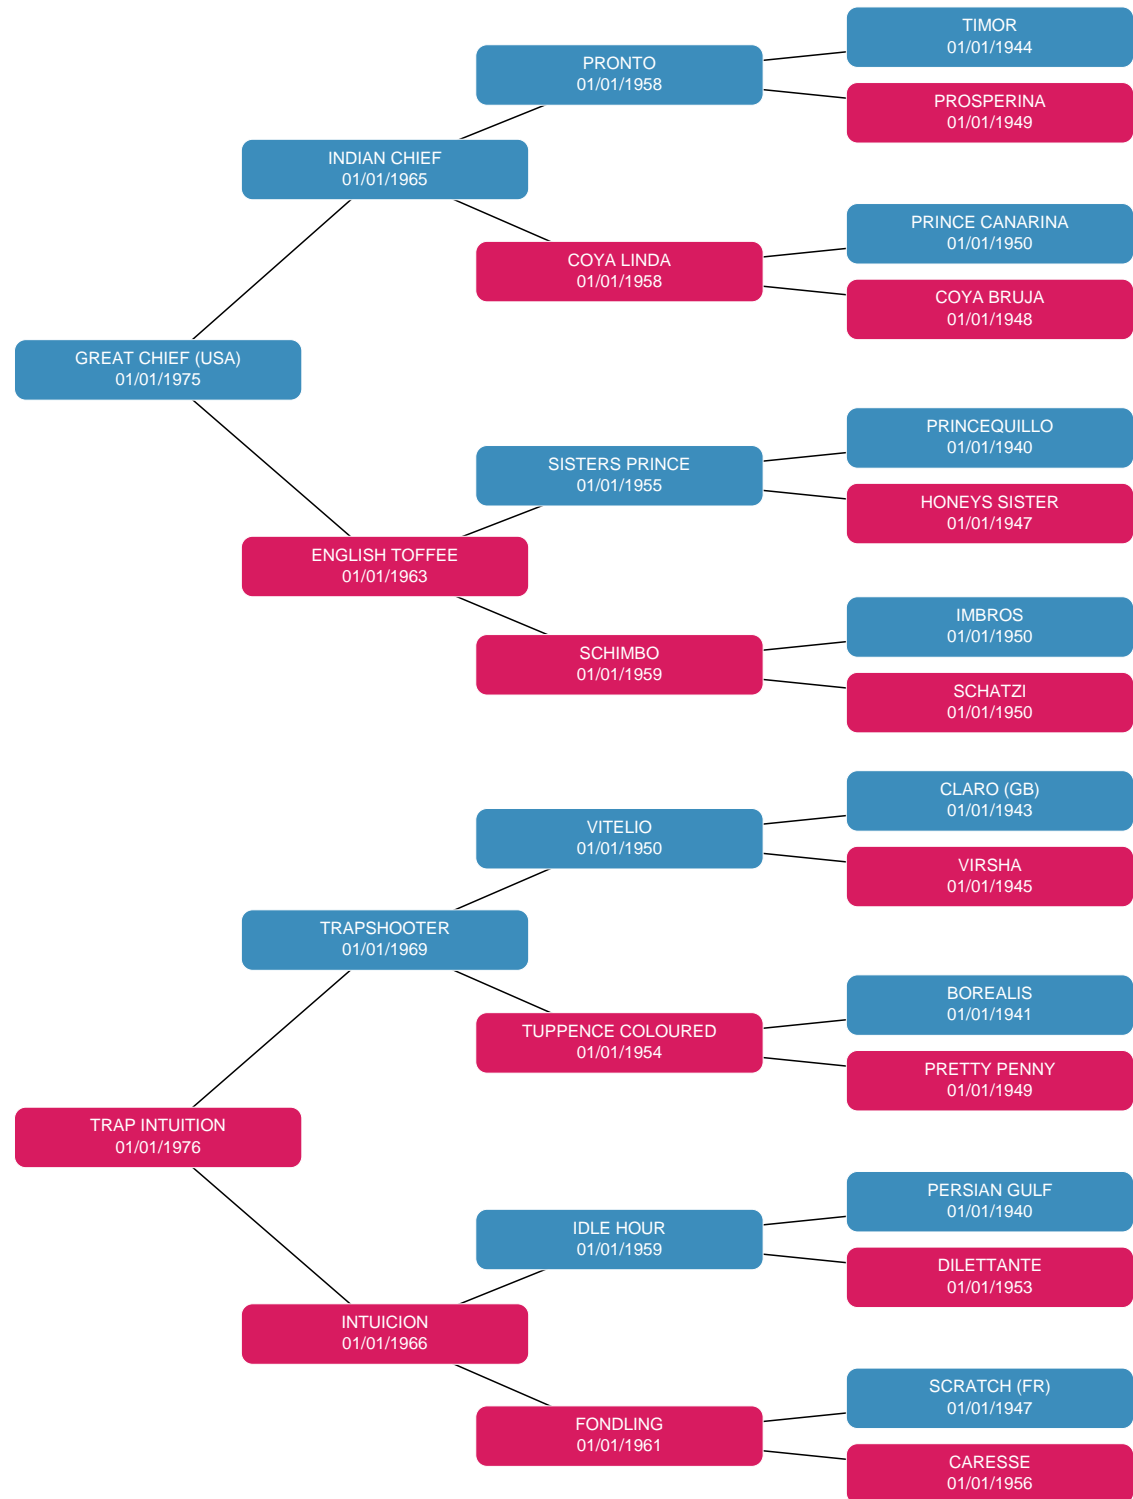 TIMOR
01/01/1944
PRONTO
01/01/1958
PROSPERINA
01/01/1949
INDIAN CHIEF
01/01/1965
PRINCE CANARINA
01/01/1950
COYA LINDA
01/01/1958
COYA BRUJA
01/01/1948
GREAT CHIEF (USA)
01/01/1975
PRINCEQUILLO
01/01/1940
SISTERS PRINCE
01/01/1955
HONEYS SISTER
01/01/1947
ENGLISH TOFFEE
01/01/1963
IMBROS
01/01/1950
SCHIMBO
01/01/1959
SCHATZI
01/01/1950
CLARO (GB)
01/01/1943
VITELIO
01/01/1950
VIRSHA
01/01/1945
TRAPSHOOTER
01/01/1969
BOREALIS
01/01/1941
TUPPENCE COLOURED
01/01/1954
PRETTY PENNY
01/01/1949
TRAP INTUITION
01/01/1976
PERSIAN GULF
01/01/1940
IDLE HOUR
01/01/1959
DILETTANTE
01/01/1953
INTUICION
01/01/1966
SCRATCH (FR)
01/01/1947
FONDLING
01/01/1961
CARESSE
01/01/1956